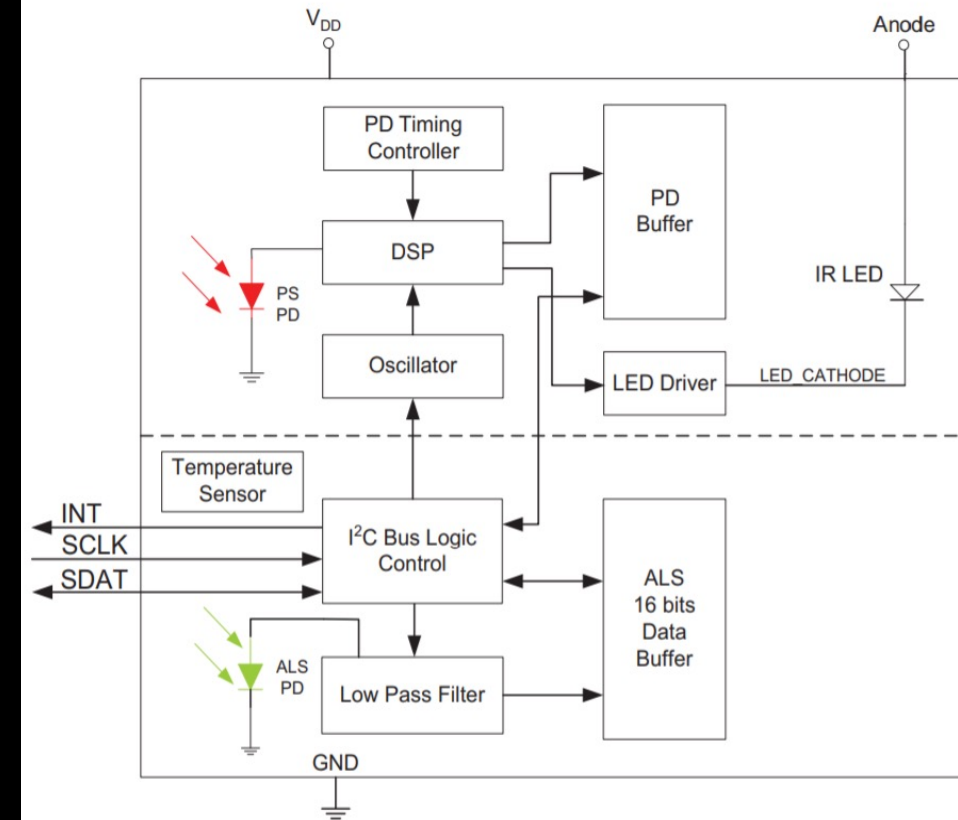 V_DD
Anode
PD Timing
Controller
PD
Buffer
DSP
IR LED
PS
PD
Oscillator
LED Driver
LED_CATHODE
Temperature
Sensor
INT
SCLK
SDAT
I²C Bus Logic
Control
ALS
16 bits
Data
Buffer
ALS
PD
Low Pass Filter
GND